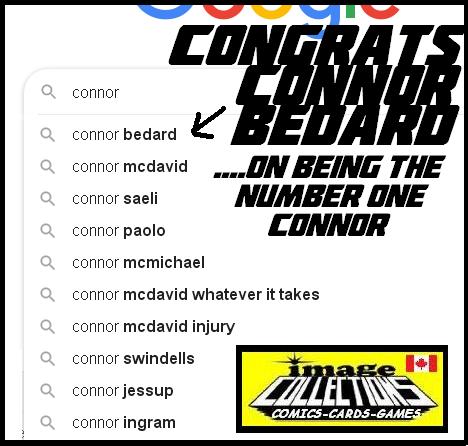 Google
CONGRATS
CONNOR
BEDARD
....ON BEING THE
NUMBER ONE
CONNOR
connor
connor bedard
connor mcdavid
connor saeli
connor paolo
connor mcmichael
connor mcdavid whatever it takes
connor mcdavid injury
connor swindells
connor jessup
connor ingram
image
COLLECTIONS
COMICS-CARDS-GAMES